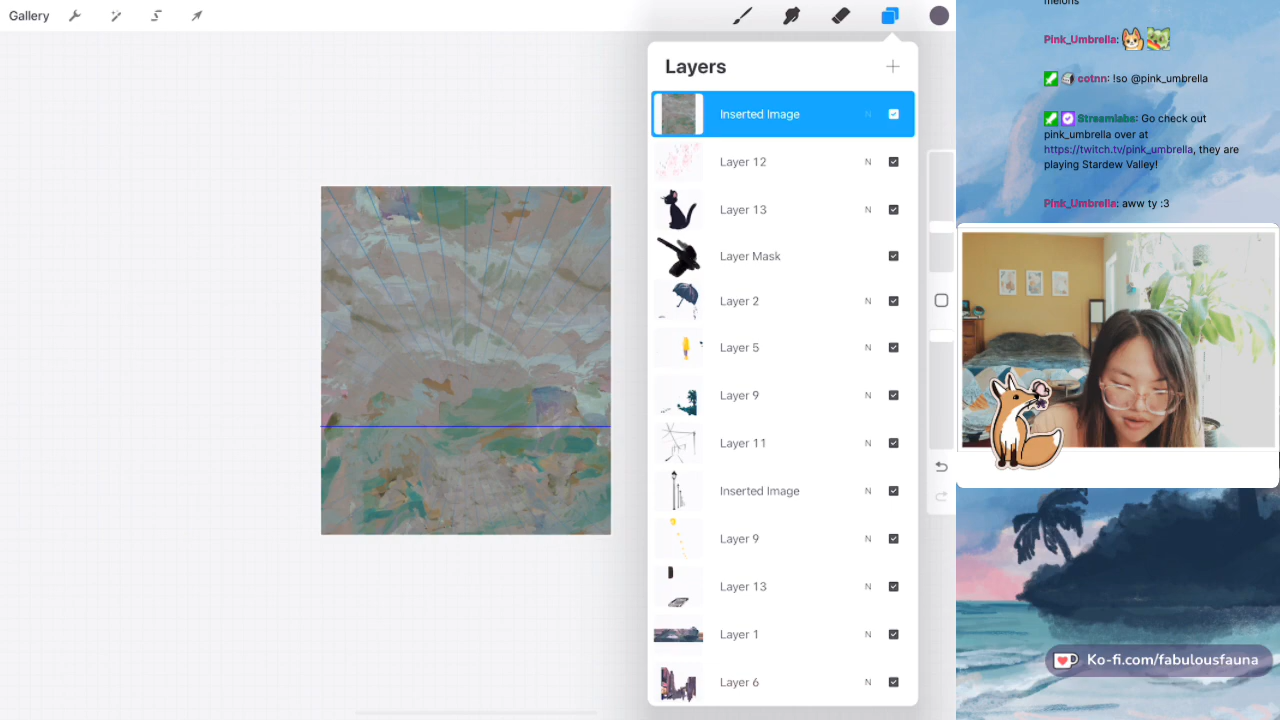 Gallery
Layers
Inserted Image N
Layer 12 N
Layer 13 N
Layer Mask
Layer 2 N
Layer 5 N
Layer 9 N
Layer 11 N
Inserted Image N
Layer 9 N
Layer 13 N
Layer 1 N
Layer 6 N
melons
Pink_Umbrella:
cotnn: !so @pink_umbrella
Streamlabs: Go check out
pink_umbrella over at
https://twitch.tv/pink_umbrella, they are
playing Stardew Valley!
Pink_Umbrella: aww ty :3
Ko-fi.com/fabulousfauna